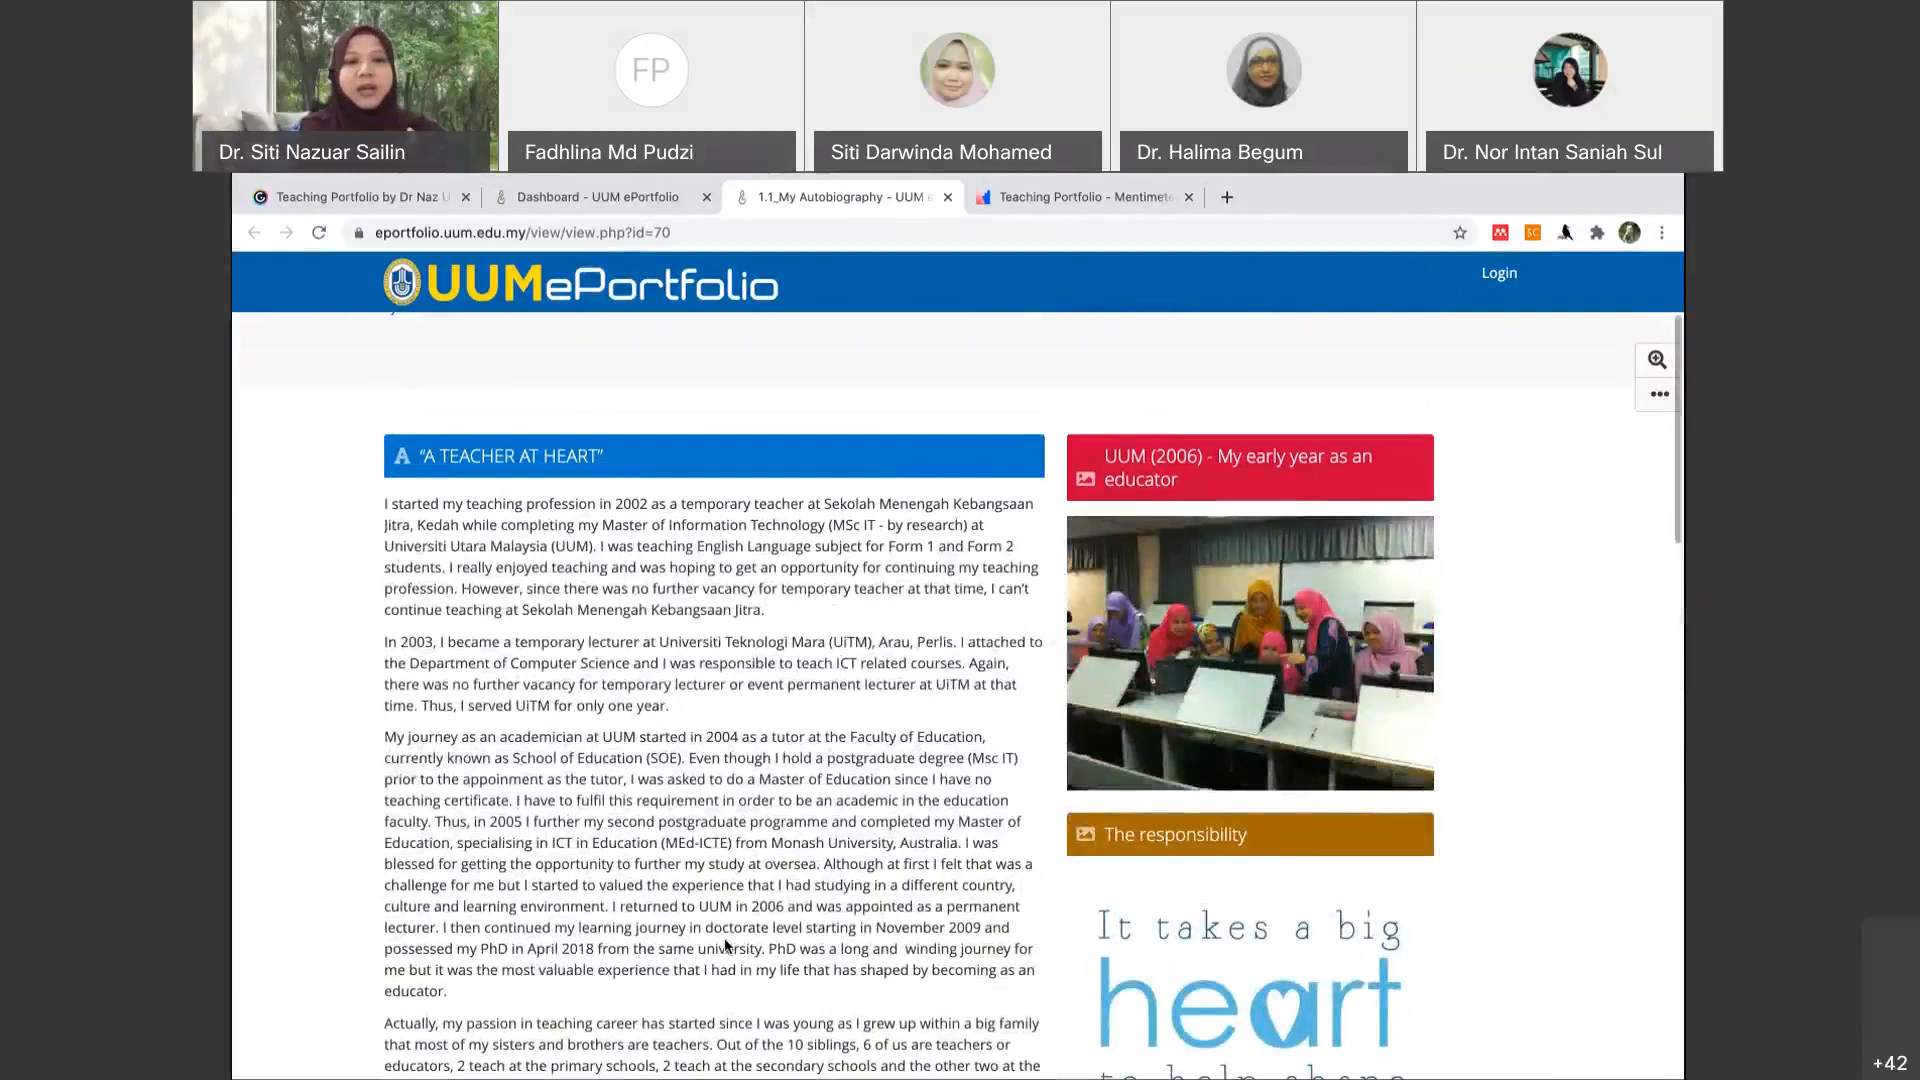 FP
Dr. Siti Nazuar Sailin
Fadhlina Md Pudzi
Siti Darwinda Mohamed
Dr. Halima Begum
Dr. Nor Intan Saniah Sul
Teaching Portfolio by Dr Naz U
Dashboard - UUM ePortfolio
1.1_My Autobiography - UUM e
Teaching Portfolio - Mentimete
eportfolio.uum.edu.my/view/view.php?id=70
SC
UUMePortfolio
Login
A “A TEACHER AT HEART”
I started my teaching profession in 2002 as a temporary teacher at Sekolah Menengah Kebangsaan
Jitra, Kedah while completing my Master of Information Technology (MSc IT - by research) at
Universiti Utara Malaysia (UUM). I was teaching English Language subject for Form 1 and Form 2
students. I really enjoyed teaching and was hoping to get an opportunity for continuing my teaching
profession. However, since there was no further vacancy for temporary teacher at that time, I can't
continue teaching at Sekolah Menengah Kebangsaan Jitra.
In 2003, I became a temporary lecturer at Universiti Teknologi Mara (UiTM), Arau, Perlis. I attached to
the Department of Computer Science and I was responsible to teach ICT related courses. Again,
there was no further vacancy for temporary lecturer or event permanent lecturer at UiTM at that
time. Thus, I served UiTM for only one year.
My journey as an academician at UUM started in 2004 as a tutor at the Faculty of Education,
currently known as School of Education (SOE). Even though I hold a postgraduate degree (Msc IT)
prior to the appoinment as the tutor, I was asked to do a Master of Education since I have no
teaching certificate. I have to fulfil this requirement in order to be an academic in the education
faculty. Thus, in 2005 I further my second postgraduate programme and completed my Master of
Education, specialising in ICT in Education (MEd-ICTE) from Monash University, Australia. I was
blessed for getting the opportunity to further my study at oversea. Although at first I felt that was a
challenge for me but I started to valued the experience that I had studying in a different country,
culture and learning environment. I returned to UUM in 2006 and was appointed as a permanent
lecturer. I then continued my learning journey in doctorate level starting in November 2009 and
possessed my PhD in April 2018 from the same university. PhD was a long and winding journey for
me but it was the most valuable experience that I had in my life that has shaped by becoming as an
educator.
Actually, my passion in teaching career has started since I was young as I grew up within a big family
that most of my sisters and brothers are teachers. Out of the 10 siblings, 6 of us are teachers or
educators, 2 teach at the primary schools, 2 teach at the secondary schools and the other two at the
UUM (2006) - My early year as an
educator
The responsibility
It takes a big
heart
to help shape
+42